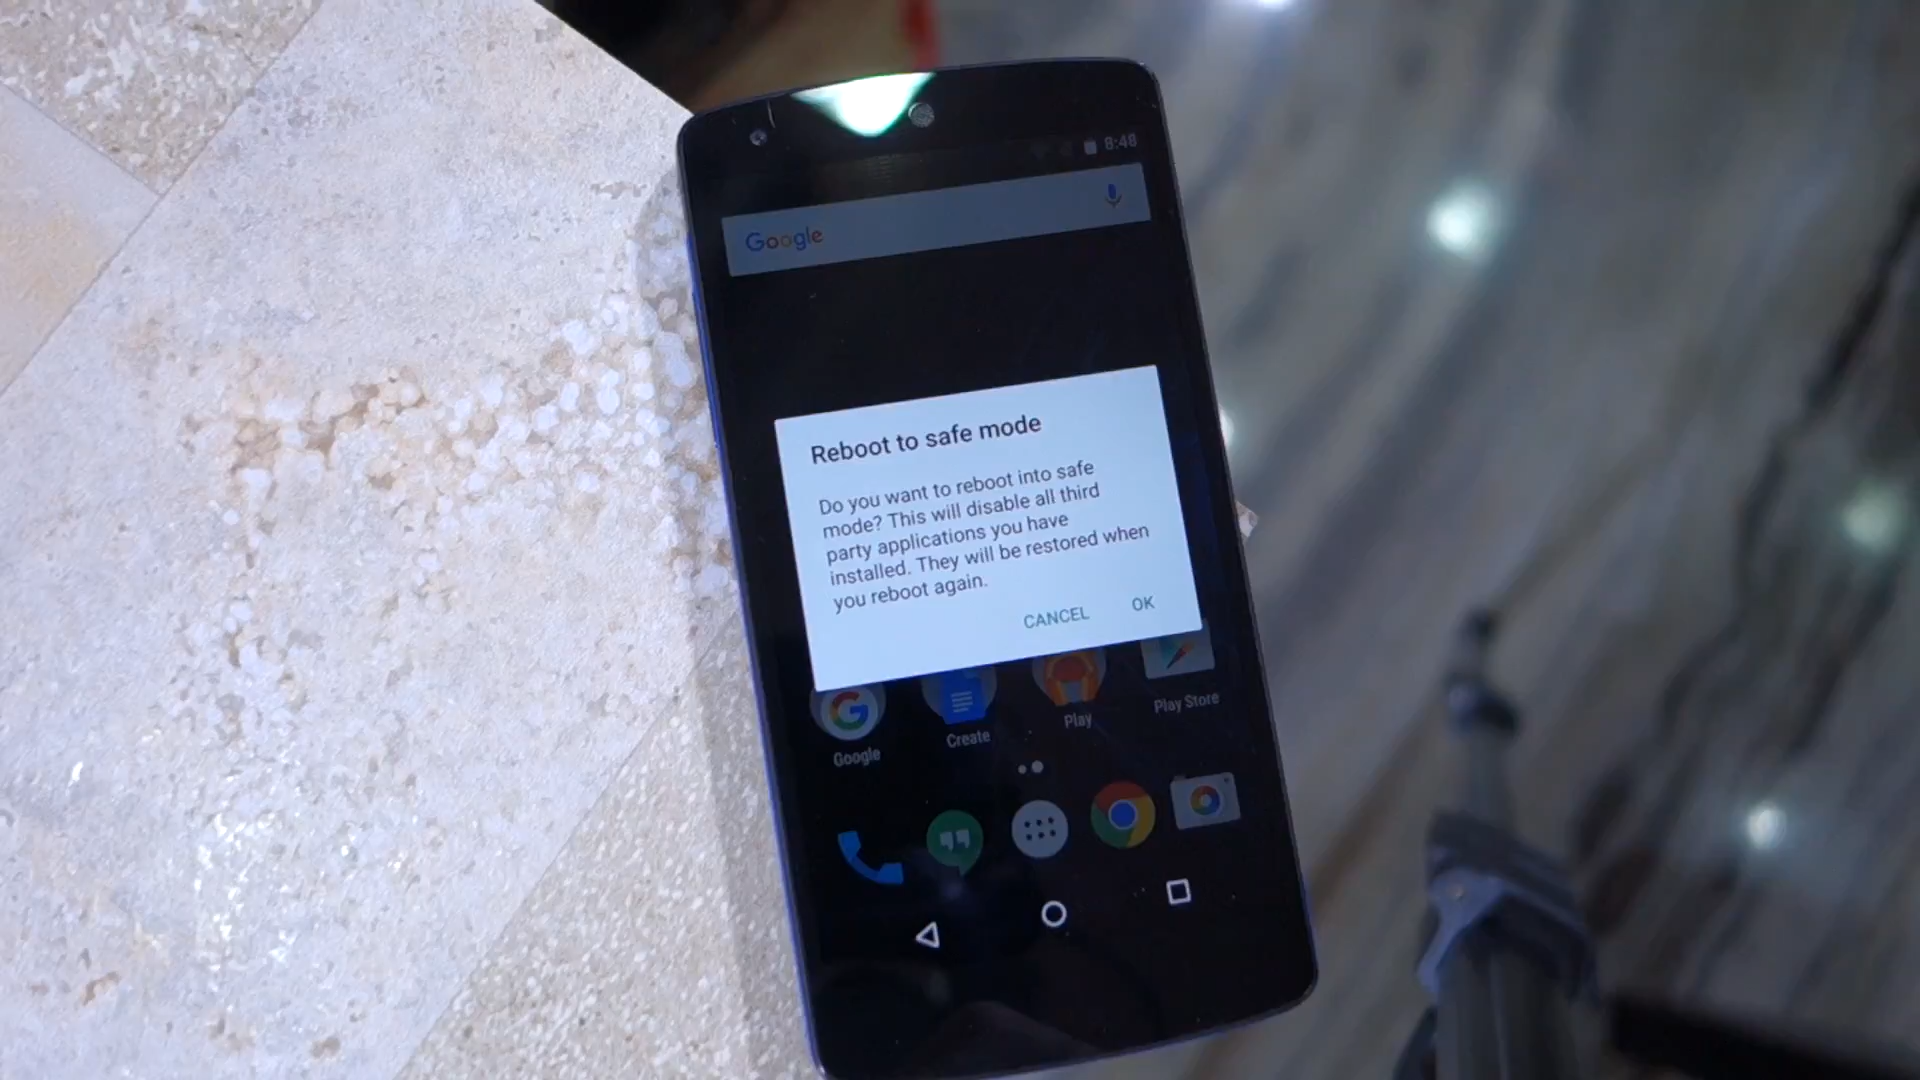 8:48
Google
Reboot to safe mode
Do you want to reboot into safe
mode? This will disable all third
party applications you have
installed. They will be restored when
you reboot again.
CANCEL OK
Google Create Play Play Store